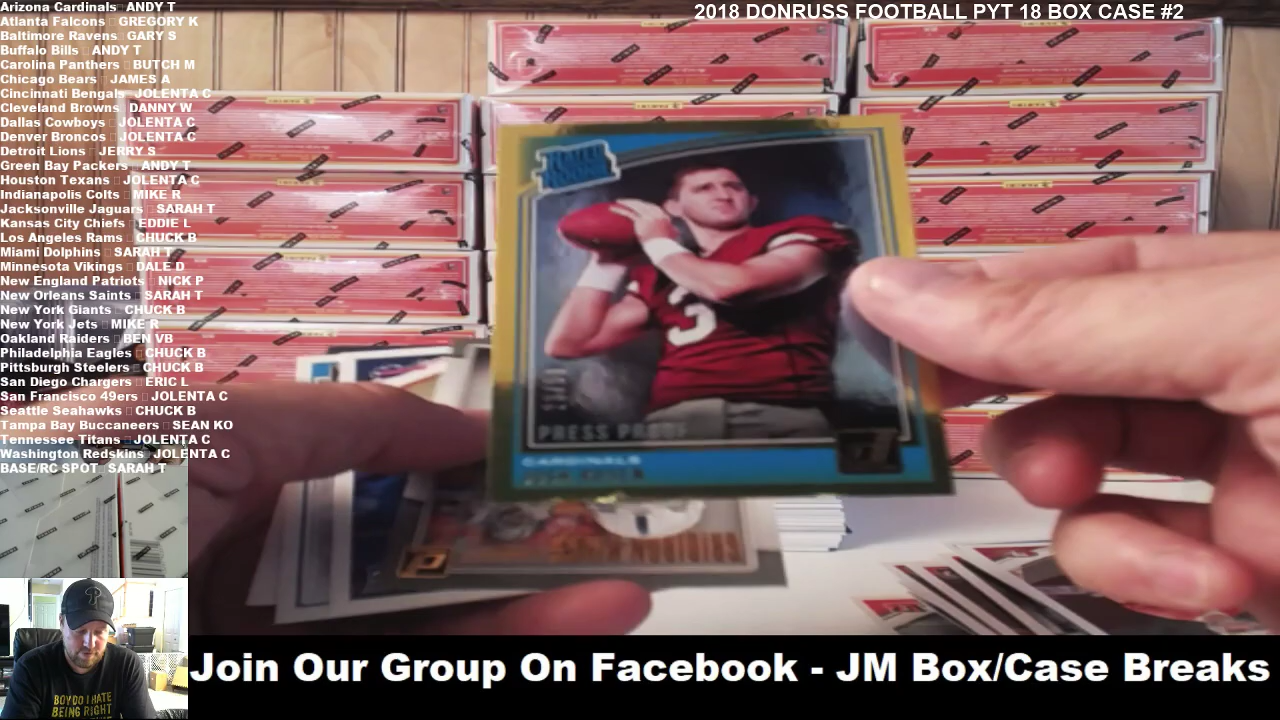 Arizona Cardinals ANDY T
Atlanta Falcons GREGORY K
Baltimore Ravens GARY S
Buffalo Bills ANDY T
Carolina Panthers BUTCH M
Chicago Bears JAMES A
Cincinnati Bengals JOLENTA C
Cleveland Browns DANNY W
Dallas Cowboys JOLENTA C
Denver Broncos JOLENTA C
Detroit Lions JERRY S
Green Bay Packers ANDY T
Houston Texans JOLENTA C
Indianapolis Colts MIKE R
Jacksonville Jaguars SARAH T
Kansas City Chiefs EDDIE L
Los Angeles Rams CHUCK B
Miami Dolphins SARAH T
Minnesota Vikings DALE D
New England Patriots NICK P
New Orleans Saints SARAH T
New York Giants CHUCK B
New York Jets MIKE R
Oakland Raiders BEN VB
Philadelphia Eagles CHUCK B
Pittsburgh Steelers CHUCK B
San Diego Chargers ERIC L
San Francisco 49ers JOLENTA C
Seattle Seahawks CHUCK B
Tampa Bay Buccaneers SEAN KO
Tennessee Titans JOLENTA C
Washington Redskins JOLENTA C
BASE/RC SPOT SARAH T
2018 DONRUSS FOOTBALL PYT 18 BOX CASE #2
RATED
ROOKIE
3
PRESS PROOF
CARDINALS
BOY DO I HATE
BEING RIGHT
Join Our Group On Facebook - JM Box/Case Breaks